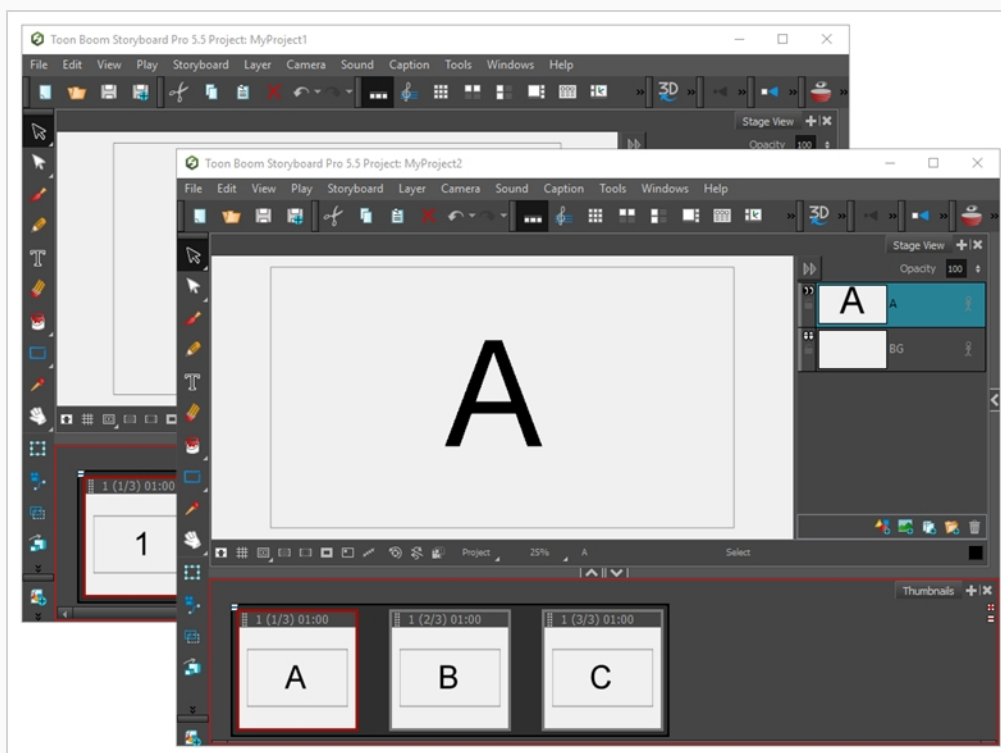 Toon Boom Storyboard Pro 5.5 Project: MyProject1
File Edit View Play Storyboard Layer Camera Sound Caption Tools Windows Help
3D
Stage View
Opacity 100
T
1 (1/3) 01:00
1
Toon Boom Storyboard Pro 5.5 Project: MyProject2
File Edit View Play Storyboard Layer Camera Sound Caption Tools Windows Help
3D
Stage View
Opacity 100
A A
BG
T
A
Project 25% A Select
Thumbnails
1 (1/3) 01:00 1 (2/3) 01:00 1 (3/3) 01:00
A B C